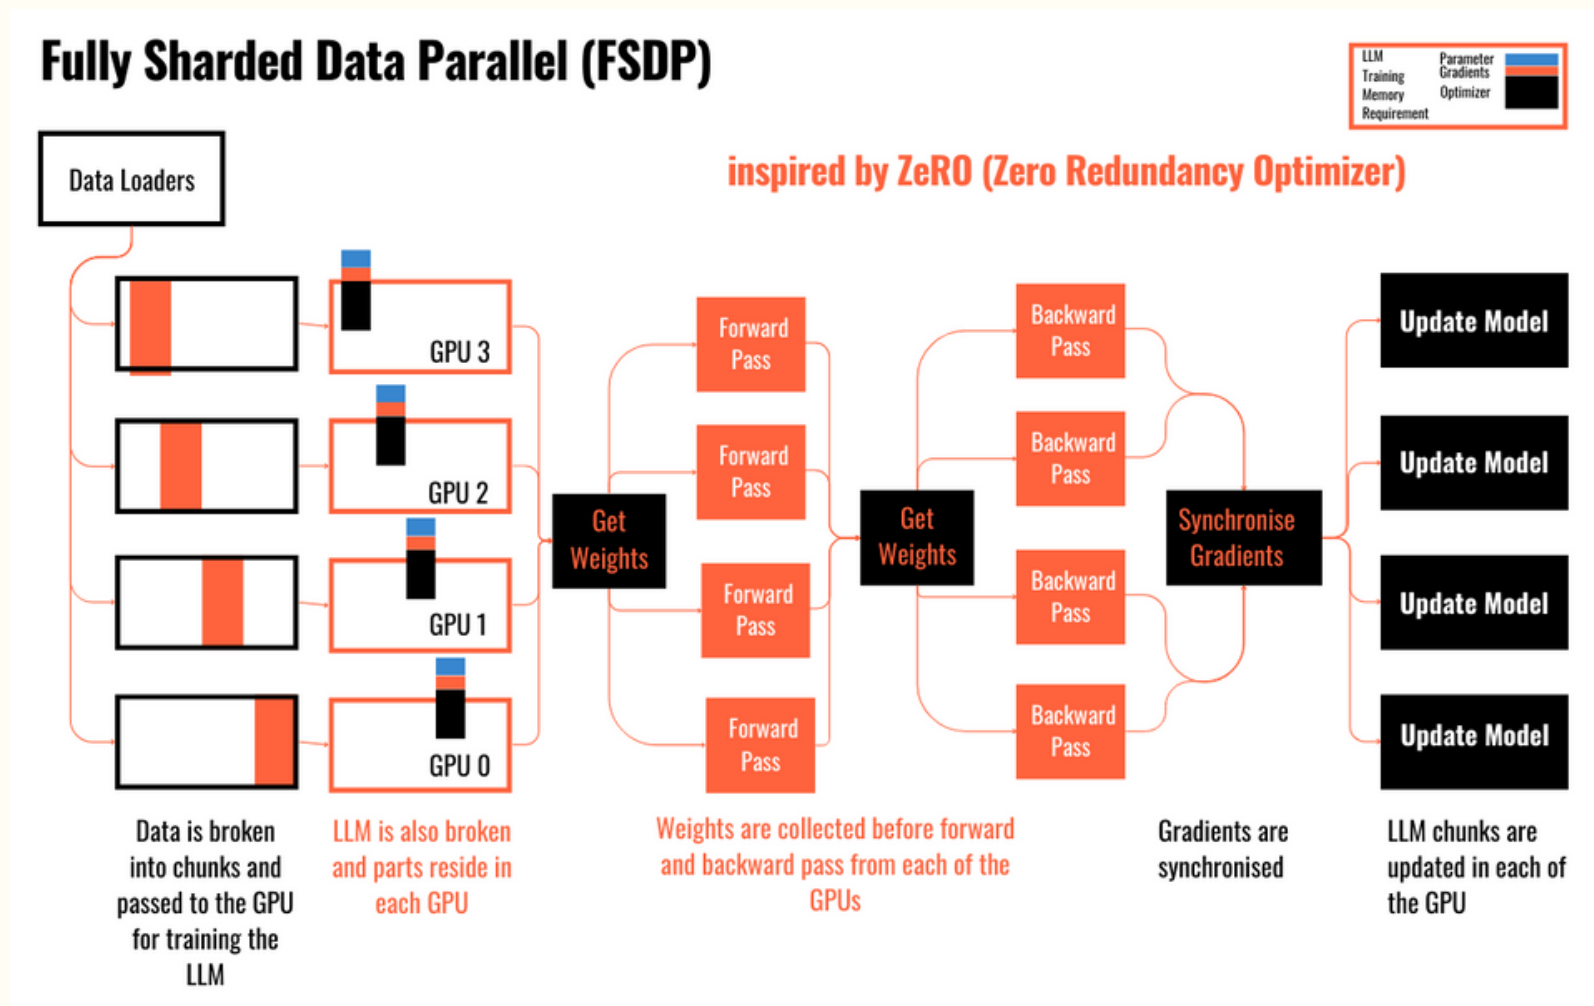 Fully Sharded Data Parallel (FSDP)
LLM
Training
Memory
Requirement
Parameter
Gradients
Optimizer
inspired by ZeRO (Zero Redundancy Optimizer)
Data Loaders
GPU 3
GPU 2
GPU 1
GPU 0
Get
Weights
Forward
Pass
Forward
Pass
Forward
Pass
Forward
Pass
Get
Weights
Backward
Pass
Backward
Pass
Backward
Pass
Backward
Pass
Synchronise
Gradients
Update Model
Update Model
Update Model
Update Model
Data is broken
into chunks and
passed to the GPU
for training the
LLM
LLM is also broken
and parts reside in
each GPU
Weights are collected before forward
and backward pass from each of the
GPUs
Gradients are
synchronised
LLM chunks are
updated in each of
the GPU